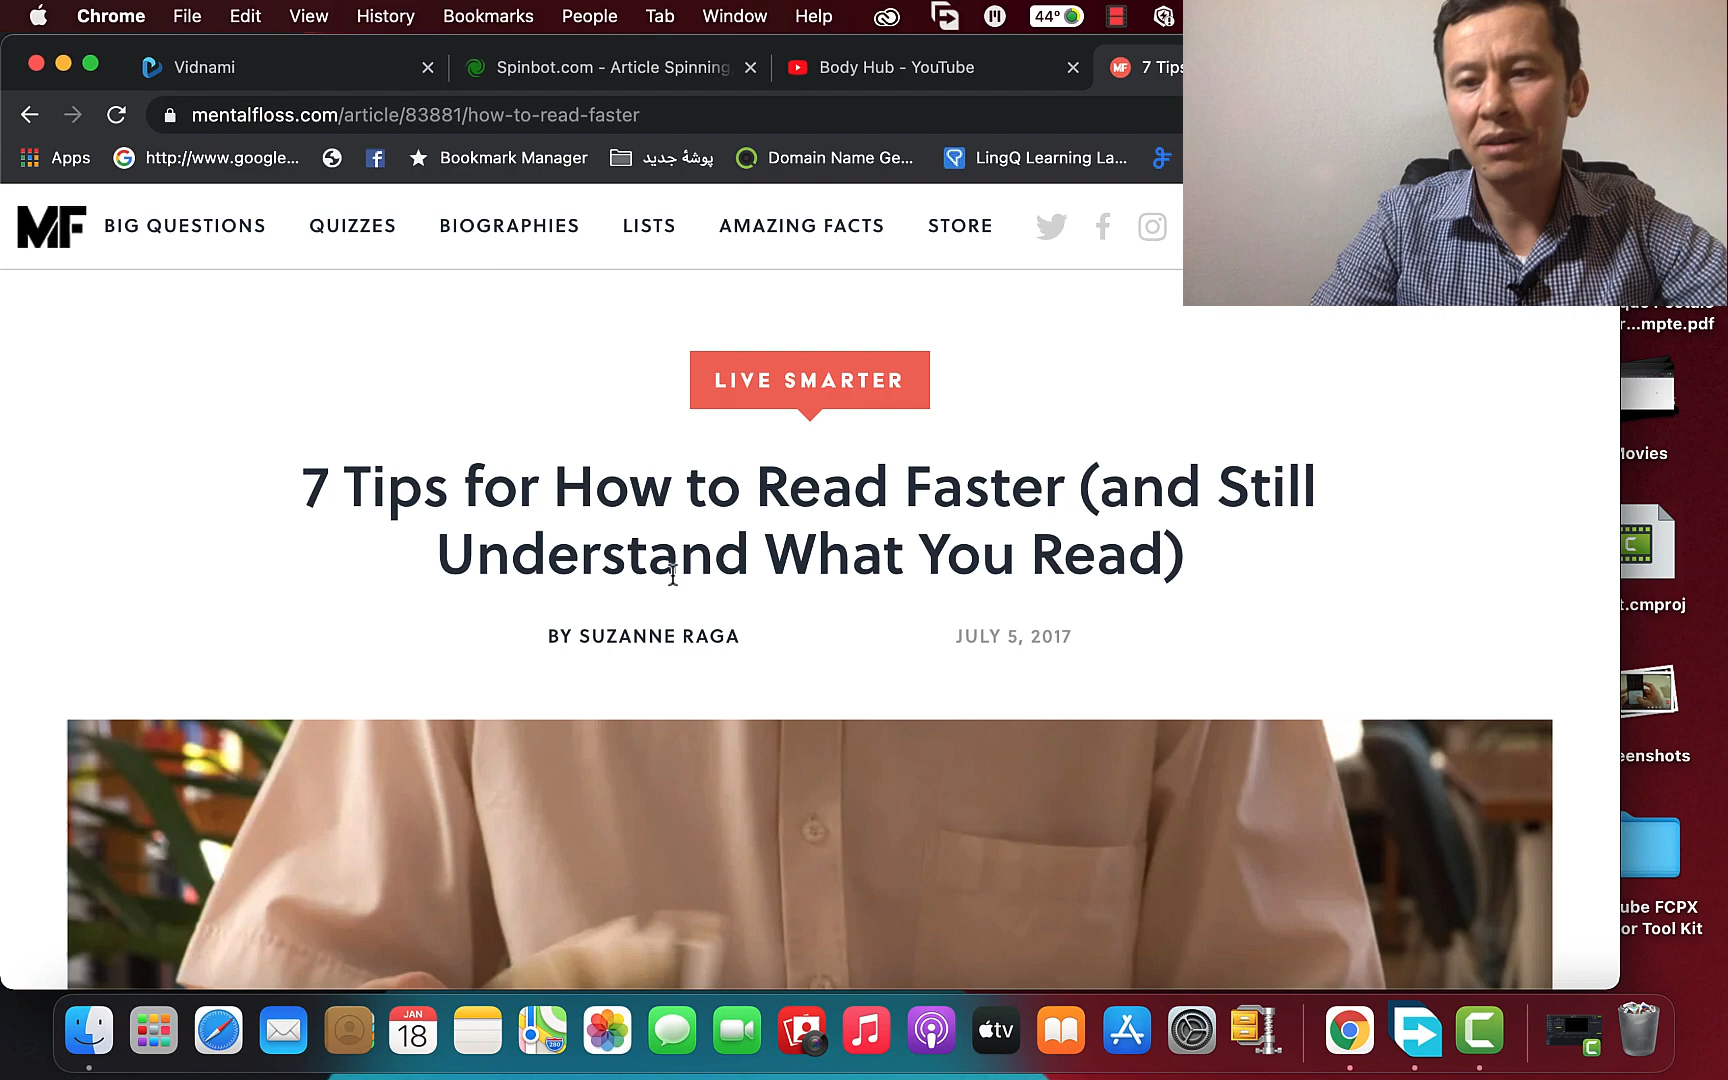 Chrome File Edit View History Bookmarks People Tab Window Help 44°
Vidnami
Spinbot.com - Article Spinning,
Body Hub - YouTube
MF 7 Tips
mentalfloss.com/article/83881/how-to-read-faster
Apps http://www.google... Bookmark Manager پوشهٔ جدید Domain Name Ge... LingQ Learning La...
MF BIG QUESTIONS QUIZZES BIOGRAPHIES LISTS AMAZING FACTS STORE
r...mpte.pdf
LIVE SMARTER
7 Tips for How to Read Faster (and Still
Understand What You Read)
BY SUZANNE RAGA JULY 5, 2017
Movies
t.cmproj
eenshots
ube FCPX
or Tool Kit
JAN
18
280
tv